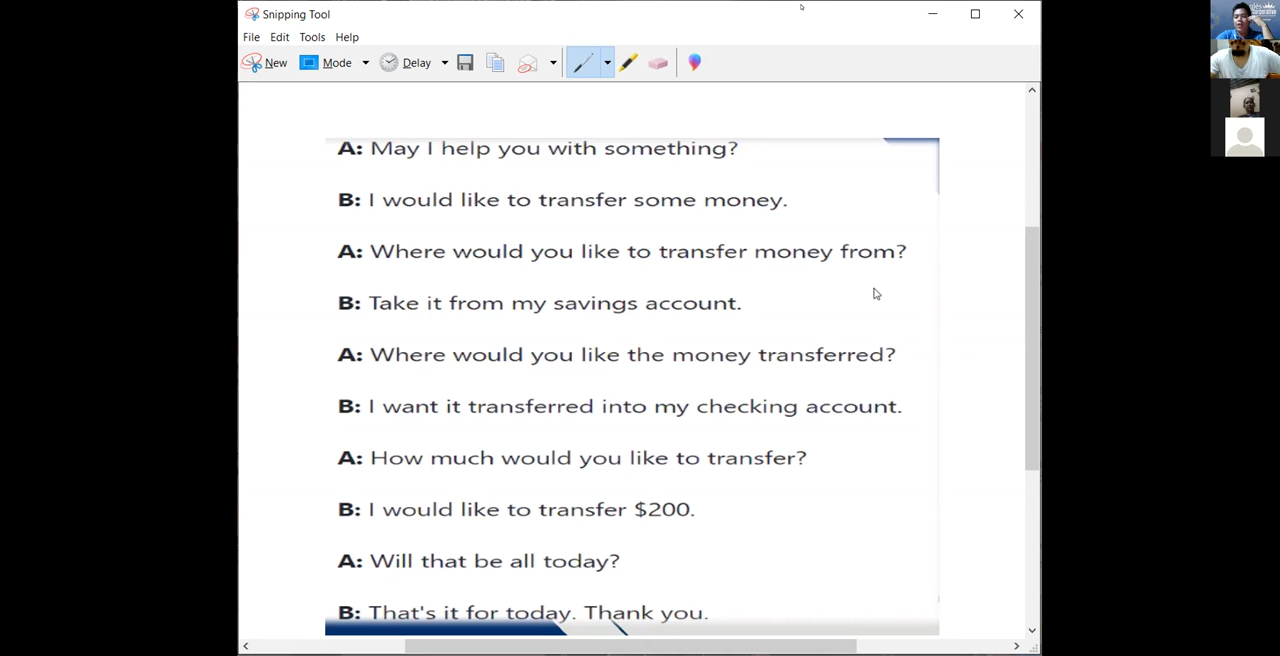 Snipping Tool
File Edit Tools Help
New Mode Delay
A: May I help you with something?
B: I would like to transfer some money.
A: Where would you like to transfer money from?
B: Take it from my savings account.
A: Where would you like the money transferred?
B: I want it transferred into my checking account.
A: How much would you like to transfer?
B: I would like to transfer $200.
A: Will that be all today?
B: That's it for today. Thank you.